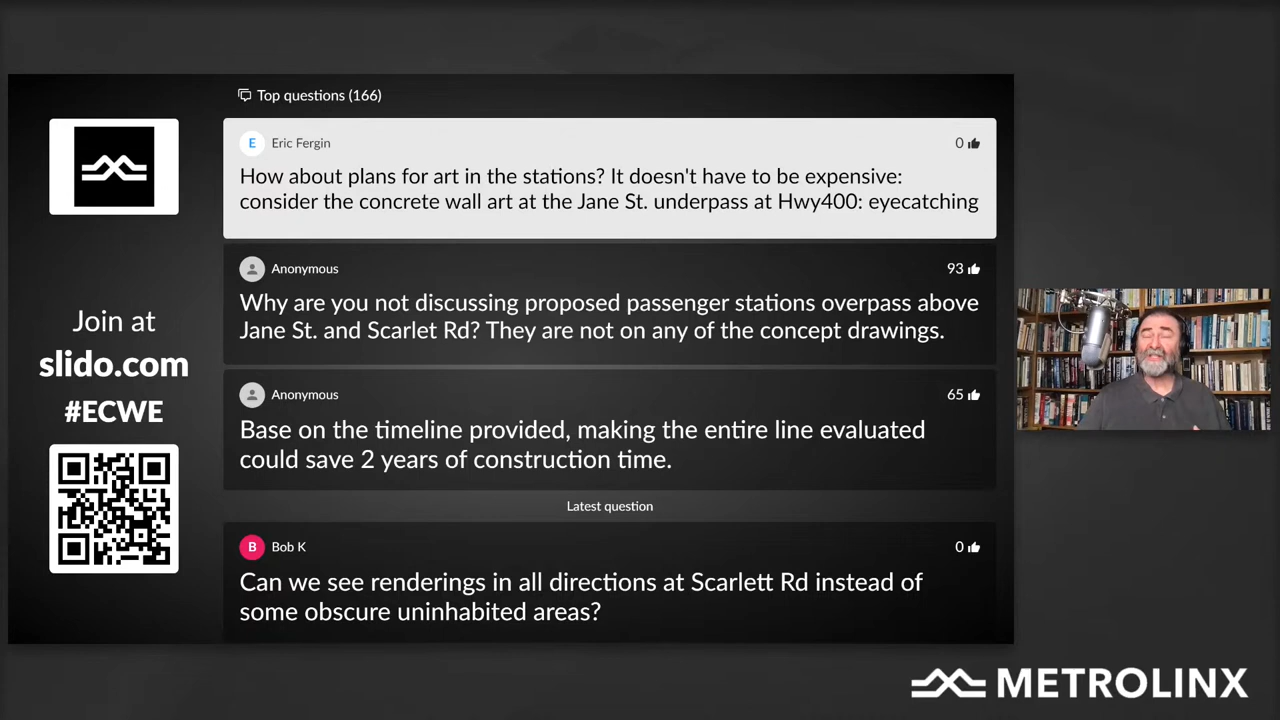 Top questions (166)
E Eric Fergin 0
How about plans for art in the stations? It doesn't have to be expensive:
consider the concrete wall art at the Jane St. underpass at Hwy400: eyecatching
Anonymous 93
Why are you not discussing proposed passenger stations overpass above
Jane St. and Scarlet Rd? They are not on any of the concept drawings.
Anonymous 65
Base on the timeline provided, making the entire line evaluated
could save 2 years of construction time.
Latest question
B Bob K 0
Can we see renderings in all directions at Scarlett Rd instead of
some obscure uninhabited areas?
Join at
slido.com
#ECWE
METROLINX